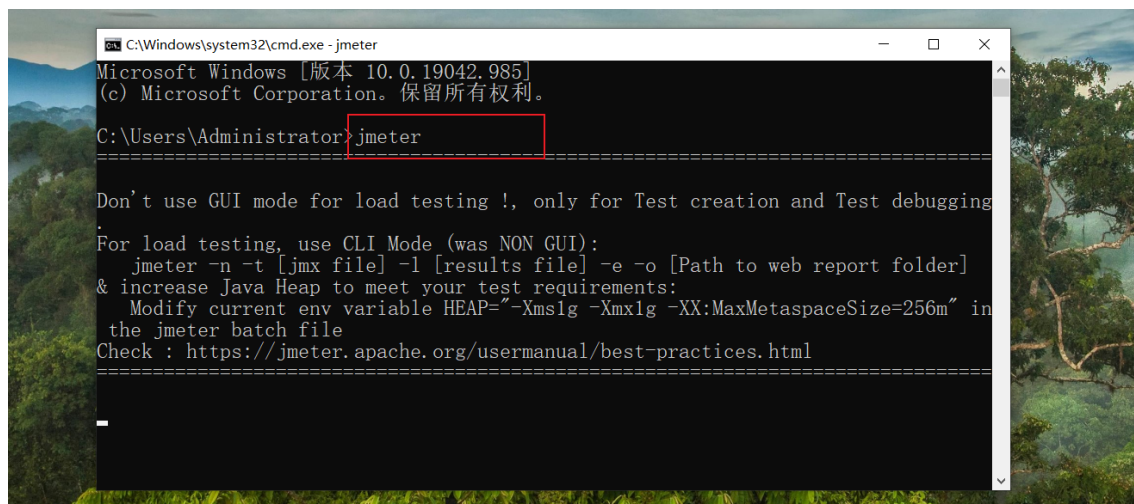 C:\Windows\system32\cmd.exe - jmeter
Microsoft Windows [版本 10.0.19042.985]
(c) Microsoft Corporation。保留所有权利。
C:\Users\Administrator>jmeter
================================================================================
Don't use GUI mode for load testing !, only for Test creation and Test debugging
.
For load testing, use CLI Mode (was NON GUI):
   jmeter -n -t [jmx file] -l [results file] -e -o [Path to web report folder]
& increase Java Heap to meet your test requirements:
   Modify current env variable HEAP="-Xms1g -Xmx1g -XX:MaxMetaspaceSize=256m" in
 the jmeter batch file
Check : https://jmeter.apache.org/usermanual/best-practices.html
================================================================================